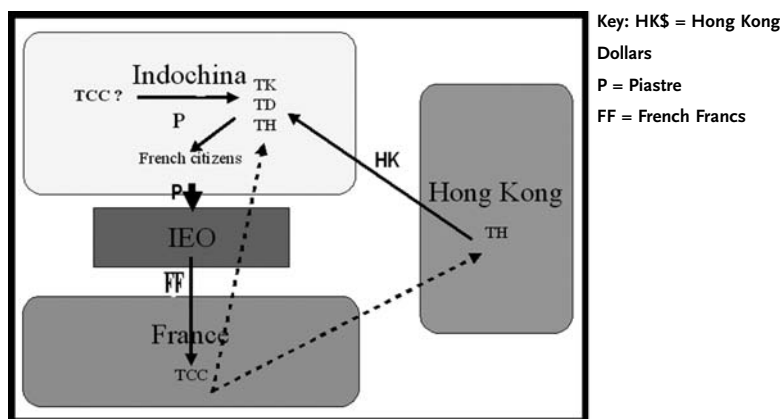 Key: HK$ = Hong Kong
Dollars
P = Piastre
FF = French Francs
Indochina
TCC ?
TK
TD
TH
P
French citizens
P
HK
Hong Kong
TH
IEO
FF
France
TCC